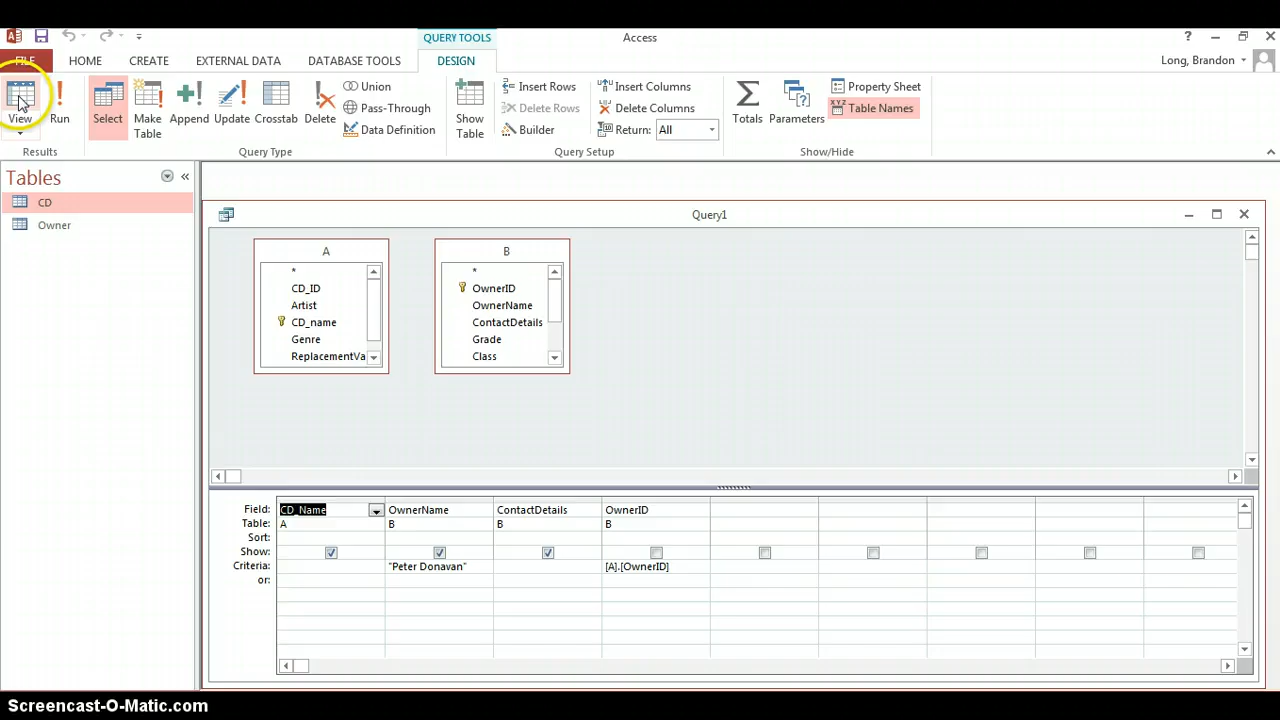 QUERY TOOLS
Access
?
FILE
HOME
CREATE
EXTERNAL DATA
DATABASE TOOLS
DESIGN
Long, Brandon
View
Run
Select
Make Table
Append
Update
Crosstab
Delete
Union
Pass-Through
Data Definition
Show Table
Insert Rows
Delete Rows
Builder
Insert Columns
Delete Columns
Return: All
Totals
Parameters
Property Sheet
XYZ Table Names
Results
Query Type
Query Setup
Show/Hide
Tables
CD
Owner
Query1
A
*
CD_ID
Artist
CD_name
Genre
ReplacementVa
B
*
OwnerID
OwnerName
ContactDetails
Grade
Class
Field: CD_Name OwnerName ContactDetails OwnerID
Table: A B B B
Sort:
Show:
Criteria: "Peter Donavan" [A].[OwnerID]
or:
Screencast-O-Matic.com